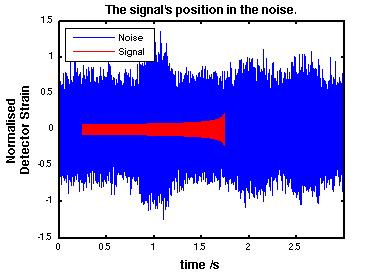 The signal's position in the noise.
1.5
1
0.5
0
-0.5
-1
-1.5
Normalised
Detector Strain
Noise
Signal
0 0.5 1 1.5 2 2.5
time /s